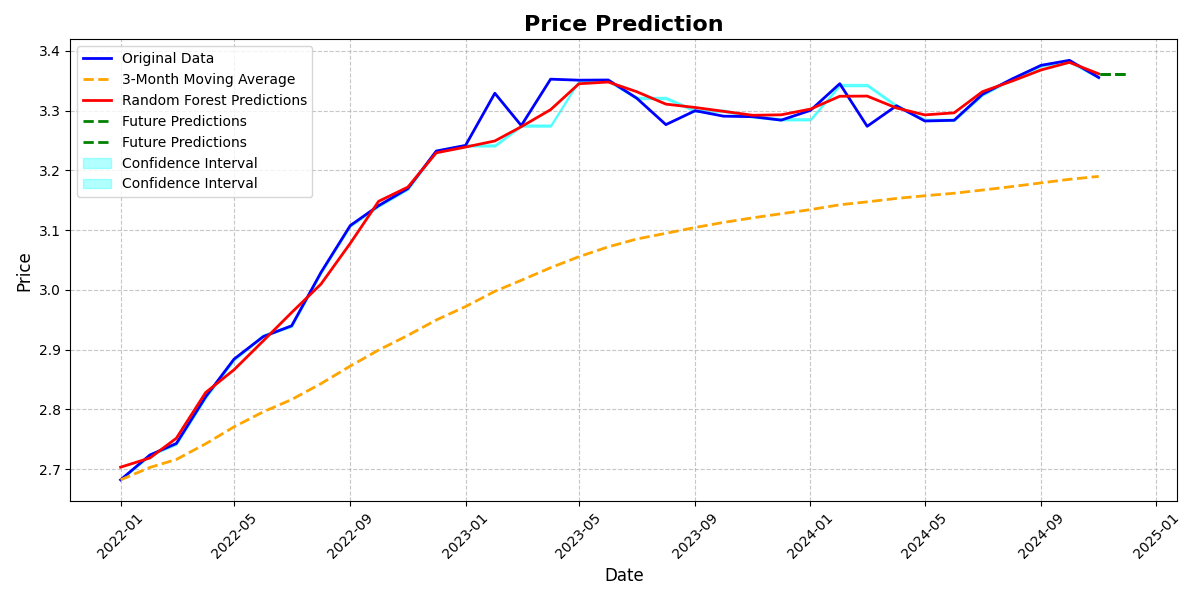 Price Prediction
Original Data
3-Month Moving Average
Random Forest Predictions
Future Predictions
Future Predictions
Confidence Interval
Confidence Interval
Price
3.4
3.3
3.2
3.1
3.0
2.9
2.8
2.7
2022-01
2022-05
2022-09
2023-01
2023-05
2023-09
2024-01
2024-05
2024-09
2025-01
Date